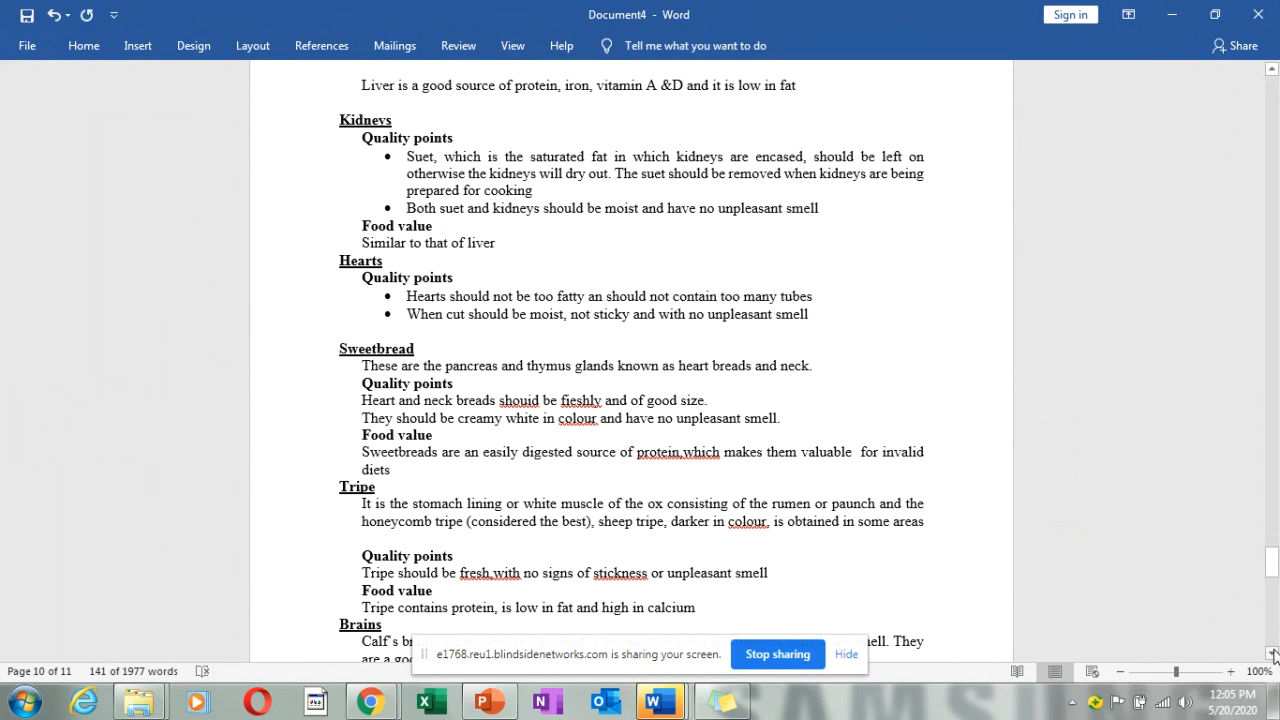 Document4 - Word
Sign in
File Home Insert Design Layout References Mailings Review View Help Tell me what you want to do Share
Liver is a good source of protein, iron, vitamin A &D and it is low in fat
Kidneys
Quality points
• Suet, which is the saturated fat in which kidneys are encased, should be left on
otherwise the kidneys will dry out. The suet should be removed when kidneys are being
prepared for cooking
• Both suet and kidneys should be moist and have no unpleasant smell
Food value
Similar to that of liver
Hearts
Quality points
• Hearts should not be too fatty an should not contain too many tubes
• When cut should be moist, not sticky and with no unpleasant smell
Sweetbread
These are the pancreas and thymus glands known as heart breads and neck.
Quality points
Heart and neck breads shouid be fieshly and of good size.
They should be creamy white in colour and have no unpleasant smell.
Food value
Sweetbreads are an easily digested source of protein,which makes them valuable for invalid
diets
Tripe
It is the stomach lining or white muscle of the ox consisting of the rumen or paunch and the
honeycomb tripe (considered the best), sheep tripe, darker in colour, is obtained in some areas
Quality points
Tripe should be fresh,with no signs of stickness or unpleasant smell
Food value
Tripe contains protein, is low in fat and high in calcium
Brains
Calf's They
are a
e1768.reu1.blindsidenetworks.com is sharing your screen. Stop sharing Hide
Page 10 of 11 141 of 1977 words 100%
12:05 PM
5/20/2020